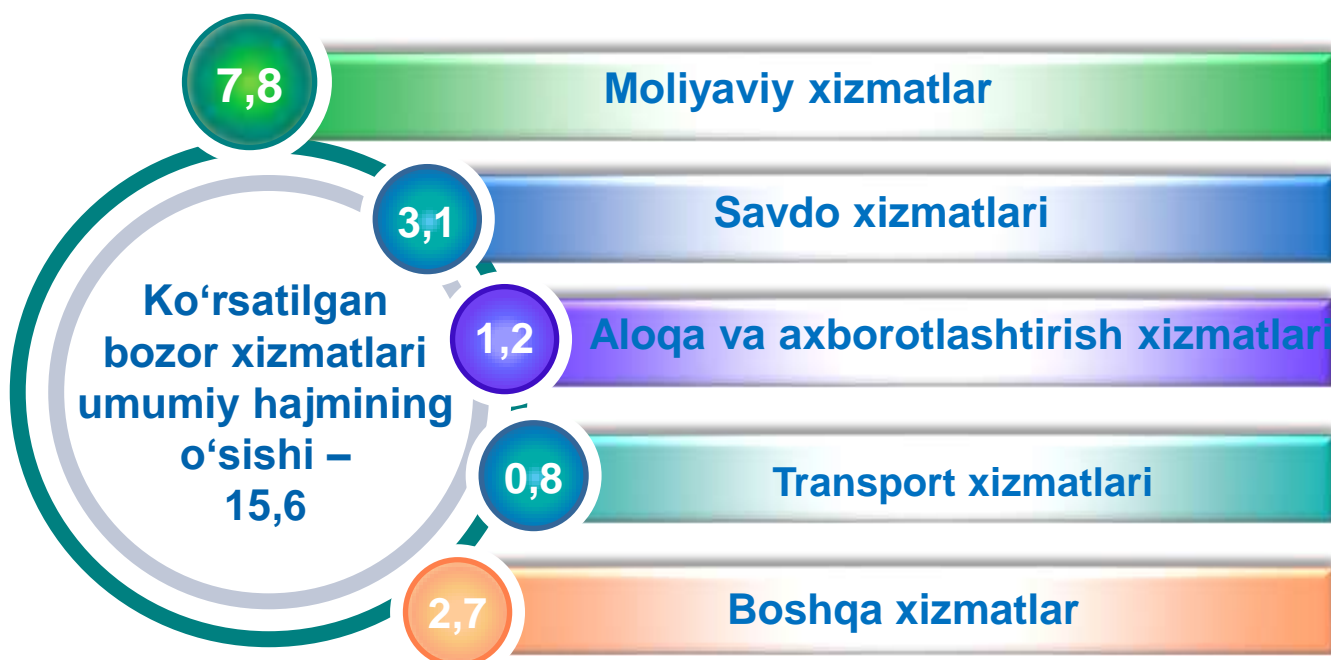 7,8
Moliyaviy xizmatlar
3,1
Savdo xizmatlari
Ko‘rsatilgan
bozor xizmatlari
umumiy hajmining
o‘sishi –
15,6
1,2
Aloqa va axborotlashtirish xizmatlari
0,8
Transport xizmatlari
2,7
Boshqa xizmatlar